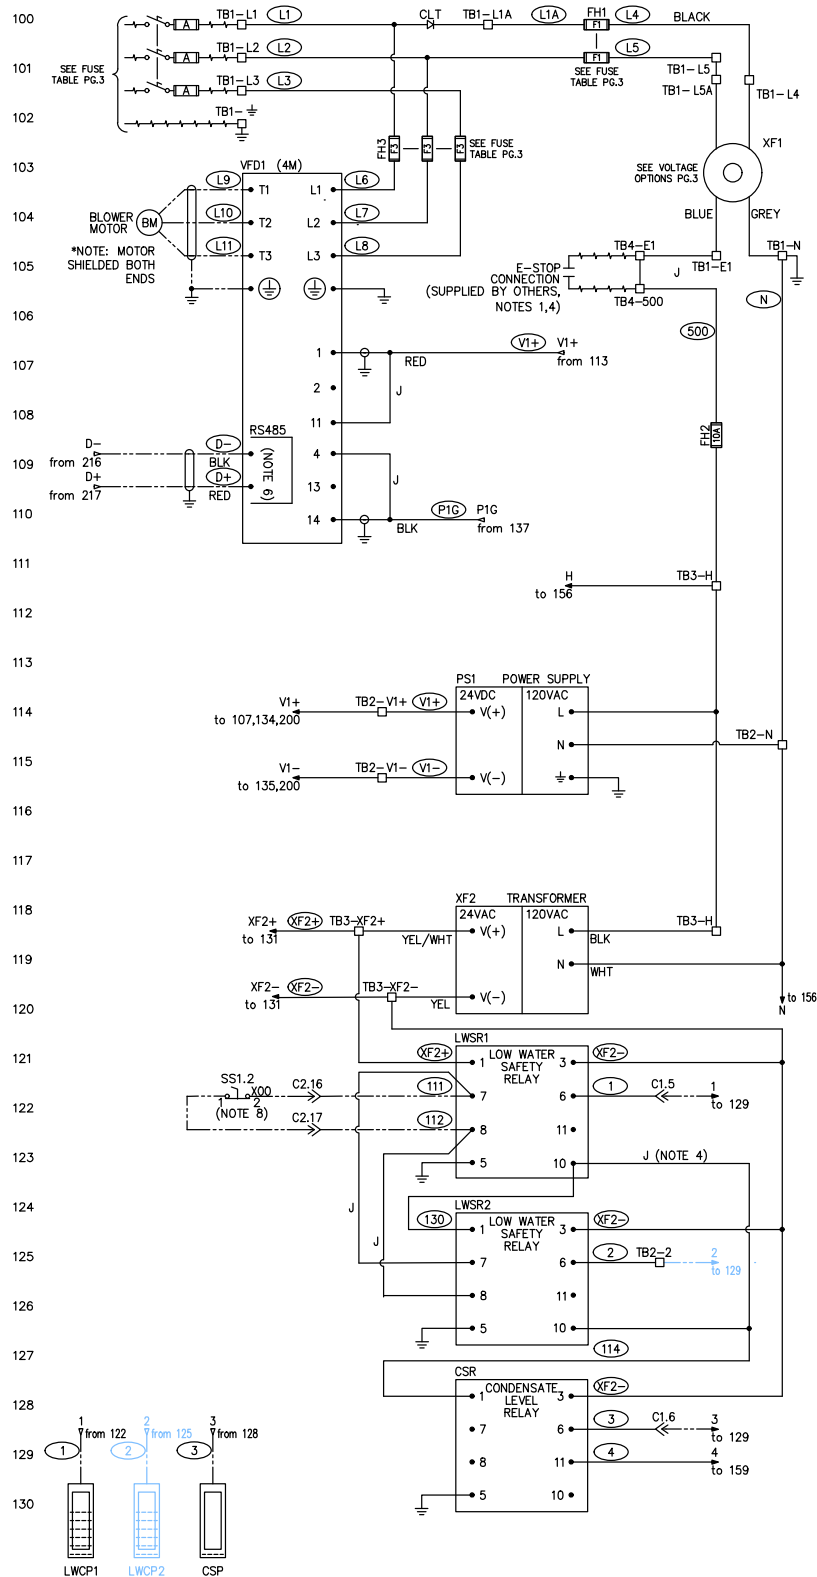 100
TB1-L1
L1
CLT
TB1-L1A
L1A
FH1
L4
BLACK
A
F1
TB1-L2
L2
L5
101
SEE FUSE
TABLE PG.3
A
F1
TB1-L5
TB1-L3
L3
SEE FUSE
TABLE PG.3
TB1-L5A
TB1-L4
A
102
TB1-
FH3
F3
F3
F3
SEE FUSE
TABLE PG.3
XF1
103
VFD1 (4M)
SEE VOLTAGE
OPTIONS PG.3
L9
T1
L1
L6
104
BLOWER
MOTOR
BM
L10
T2
L2
L7
BLUE
GREY
*NOTE: MOTOR
SHIELDED BOTH
ENDS
L11
T3
L3
L8
TB4-E1
TB1-E1
TB1-N
105
E-STOP
CONNECTION
(SUPPLIED BY OTHERS,
NOTES 1,4)
J
TB4-500
N
106
500
1
V1+
V1+
from 113
107
RED
2
J
108
11
FH2
10A
RS485
D-
from 216
D-
BLK
(NOTE 6)
4
109
D+
from 217
D+
RED
13
J
110
14
BLK
P1G
P1G
from 137
111
H
to 156
TB3-H
112
113
PS1
POWER SUPPLY
24VDC
120VAC
114
V1+
to 107,134,200
TB2-V1+
V1+
V(+)
L
N
TB2-N
115
V1-
to 135,200
TB2-V1-
V1-
V(-)
116
117
XF2
TRANSFORMER
118
24VAC
120VAC
XF2+
to 131
XF2+
TB3-XF2+
YEL/WHT
V(+)
L
BLK
TB3-H
119
N
WHT
XF2-
to 131
XF2-
TB3-XF2-
YEL
V(-)
to 156
N
120
LWSR1
121
XF2+
1
LOW WATER
SAFETY
RELAY
3
XF2-
SS1.2
X00
1
2
(NOTE 8)
C2.16
111
7
6
1
C1.5
1
to 129
122
C2.17
112
8
11
123
5
10
J (NOTE 4)
124
J
LWSR2
130
1
LOW WATER
SAFETY
RELAY
3
XF2-
125
J
7
6
2
TB2-2
2
to 129
126
8
11
5
10
127
114
CSR
128
1
CONDENSATE
LEVEL
RELAY
3
XF2-
1
from 122
2
from 125
3
from 128
7
6
3
C1.6
3
to 129
129
1
2
3
8
11
4
4
to 159
130
5
10
LWCP1
LWCP2
CSP